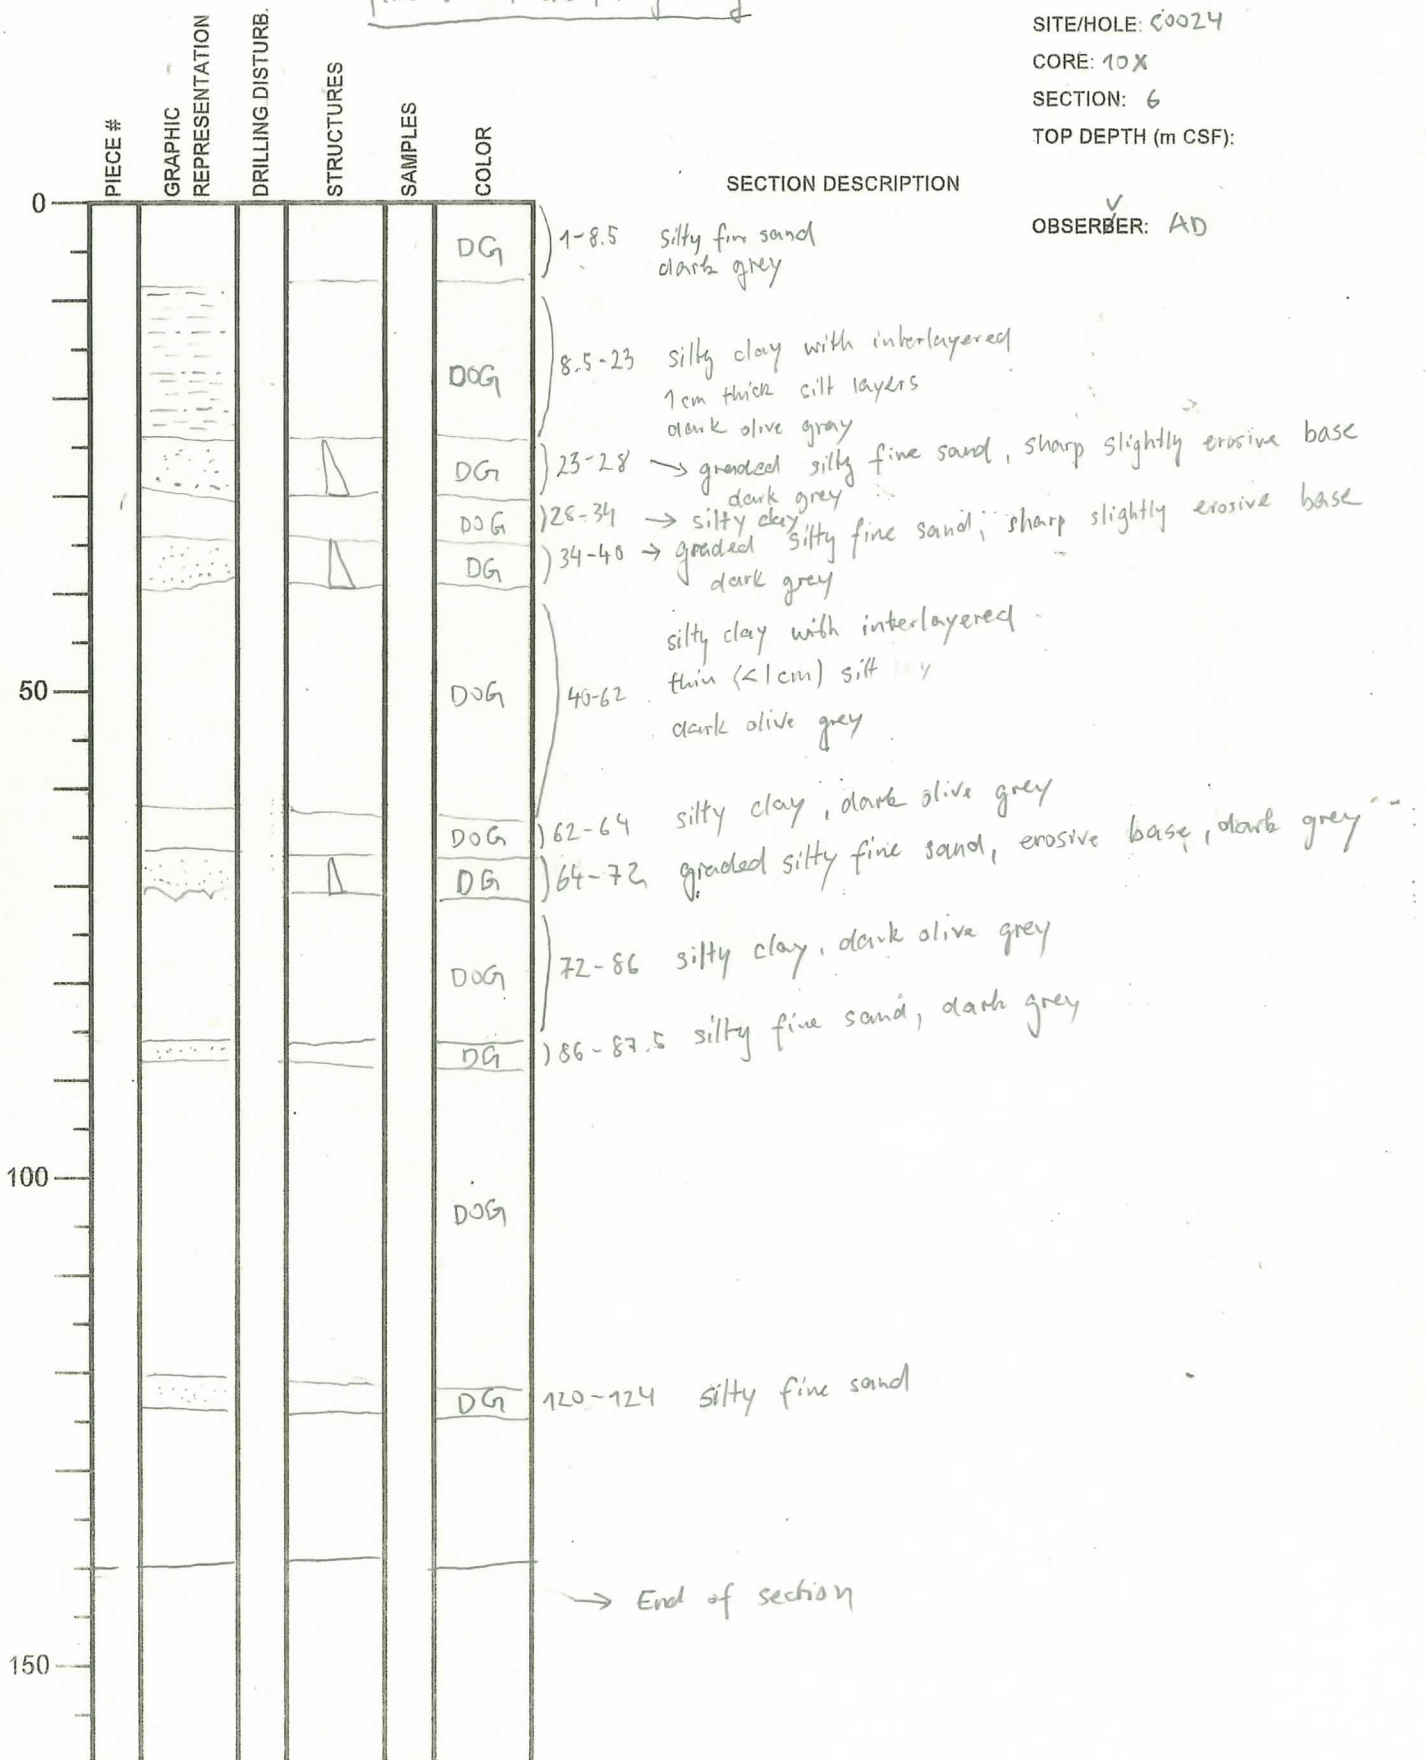 SITE/HOLE: C0024
CORE: 10X
SECTION: 6
TOP DEPTH (m CSF):
OBSERVER: AD
PIECE #
GRAPHIC
REPRESENTATION
DRILLING DISTURB.
STRUCTURES
SAMPLES
COLOR
SECTION DESCRIPTION
0
DG 1-8.5 silty fine sand
dark grey
DOG 8.5-23 silty clay with interlayered
1cm thick silt layers
dark olive gray
DG 23-28 → graded silty fine sand, sharp slightly erosive base
dark grey
DOG 28-34 → silty clay
DG 34-40 → graded silty fine sand, sharp slightly erosive base
dark grey
silty clay with interlayered
50 DOG 40-62 thin (<1cm) silt
dark olive grey
DOG 62-64 silty clay, dark olive grey
DG 64-72 graded silty fine sand, erosive base, dark grey
DOG 72-86 silty clay, dark olive grey
DG 86-87.5 silty fine sand, dark grey
100
DOG
DG 120-124 silty fine sand
→ End of section
150